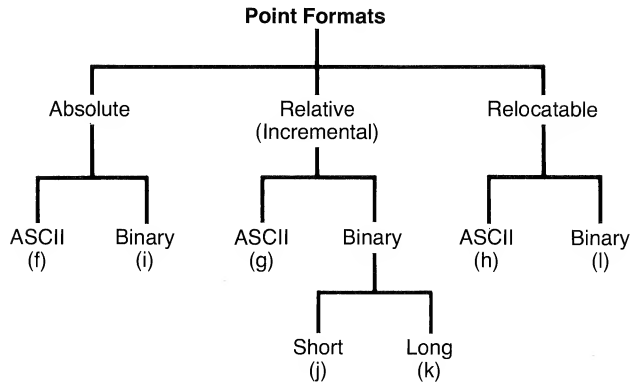 Point Formats
Absolute
Relative
(Incremental)
Relocatable
ASCII
(f)
Binary
(i)
ASCII
(g)
Binary
ASCII
(h)
Binary
(l)
Short
(j)
Long
(k)